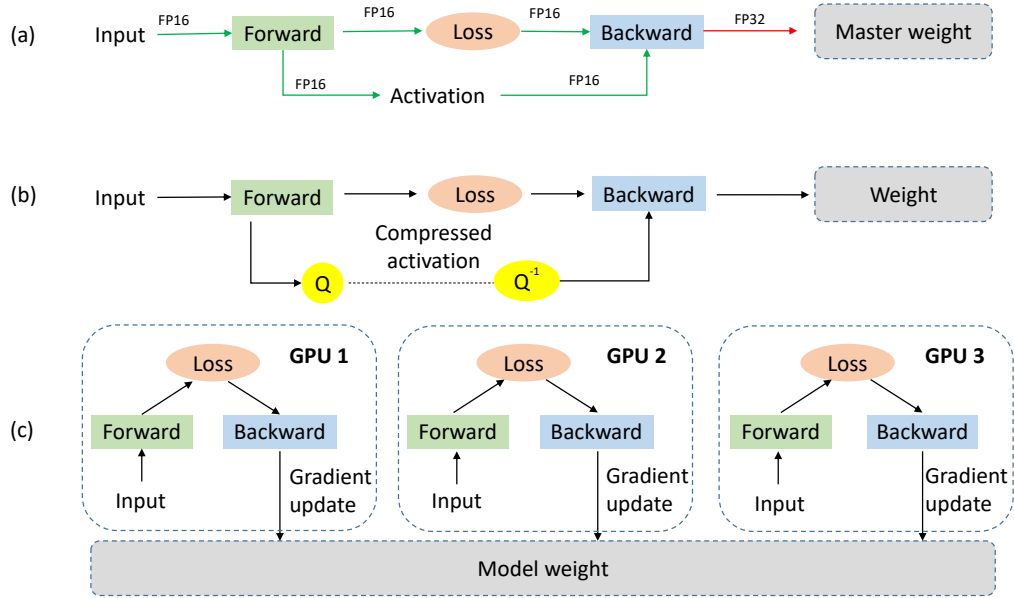 (a)
Input
FP16
Forward
FP16
Loss
FP16
Backward
FP32
Master weight
FP16
Activation
FP16
(b)
Input
Forward
Loss
Backward
Weight
Compressed
activation
Q
Q-1
(c)
GPU 1
Loss
Forward
Backward
Input
Gradient
update
GPU 2
Loss
Forward
Backward
Input
Gradient
update
GPU 3
Loss
Forward
Backward
Input
Gradient
update
Model weight